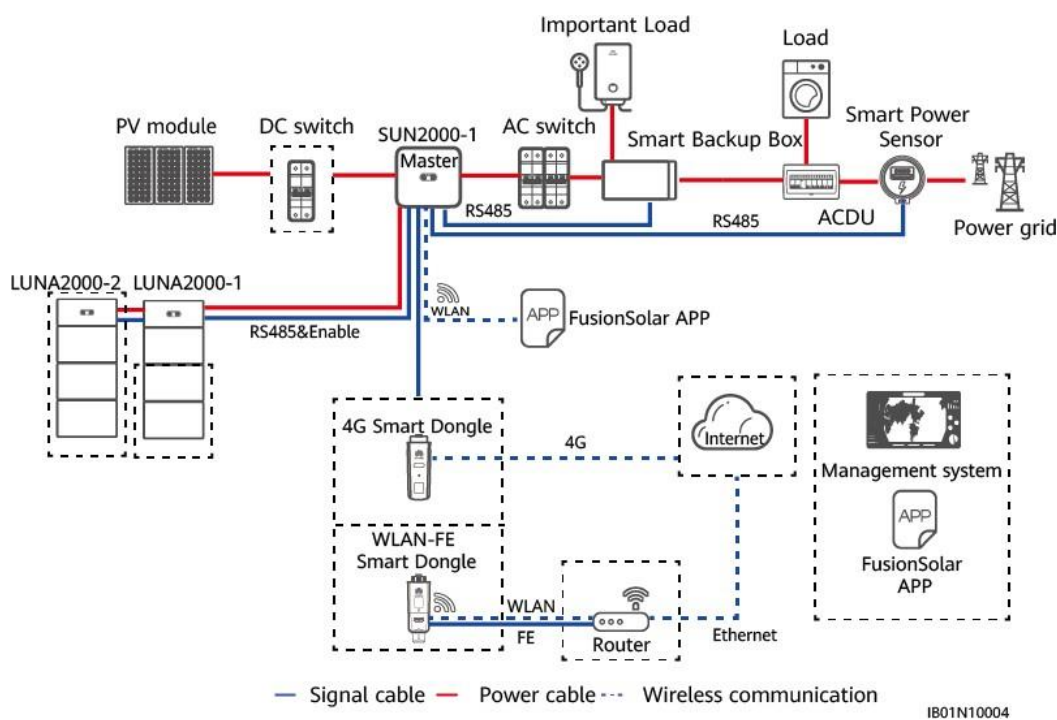 Important Load
Load
PV module
DC switch
SUN2000-1
Master
AC switch
Smart Backup Box
Smart Power
Sensor
RS485
RS485
ACDU
Power grid
LUNA2000-2
LUNA2000-1
RS485&Enable
WLAN
APP
FusionSolar APP
4G Smart Dongle
4G
Internet
Management system
APP
FusionSolar
APP
WLAN-FE
Smart Dongle
WLAN
FE
Router
Ethernet
Signal cable
Power cable
Wireless communication
IB01N10004